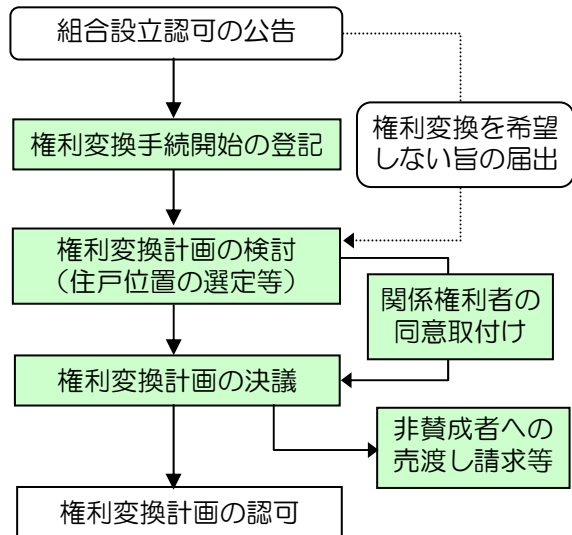 組合設立認可の公告
権利変換を希望
しない旨の届出
権利変換手続開始の登記
権利変換計画の検討
（住戸位置の選定等）
関係権利者の
同意取付け
権利変換計画の決議
非賛成者への
売渡し請求等
権利変換計画の認可